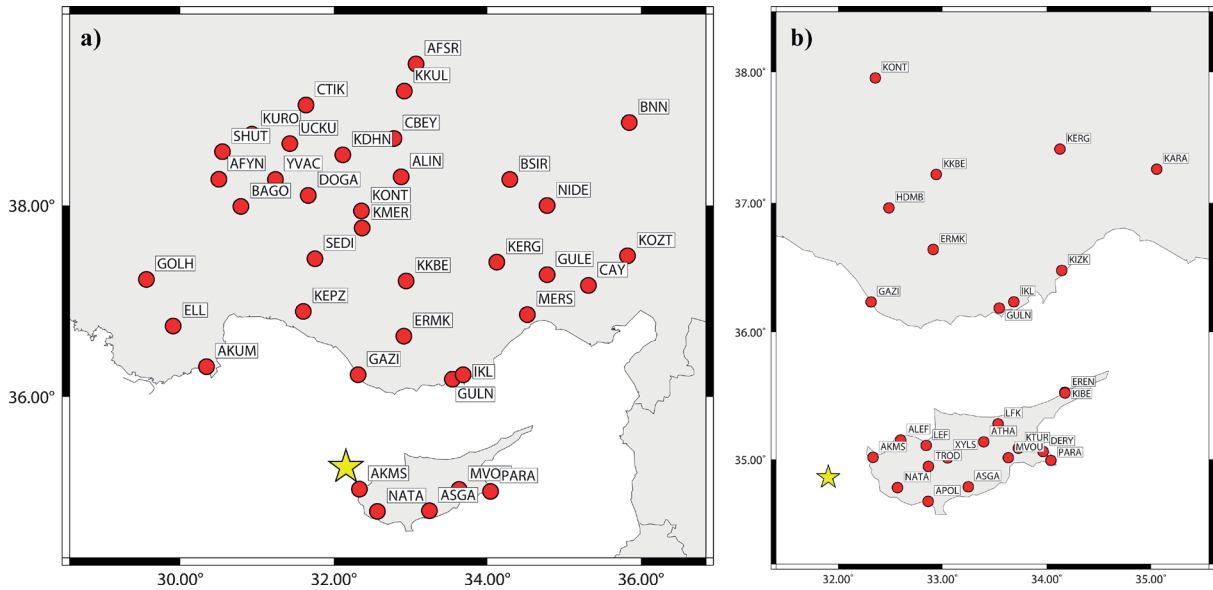 a)
AFSR
KKUL
CTIK
BNN
KURO
CBEY
SHUT
UCKU
KDHN
AFYN
YVAC
ALIN
BSIR
BAGO
DOGA
KONT
NIDE
38.00°
KMER
SEDI
KERG
GULE
KOZT
GOLH
KKBE
CAY
KEPZ
MERS
ELL
ERMK
AKUM
GAZI
IKL
36.00°
GULN
AKMS
MVO
PARA
NATA
ASGA
30.00°
32.00°
34.00°
36.00°
b)
38.00°
KONT
KERG
KKBE
KARA
37.00°
HDMB
ERMK
KIZK
GAZI
IKL
GULN
36.00°
EREN
KIBE
LFK
ALEF
LEF
ATHA
KTUR
DERY
AKMS
XYLS
MVOU
PARA
35.00°
TROD
NATA
ASGA
APOL
32.00°
33.00°
34.00°
35.00°